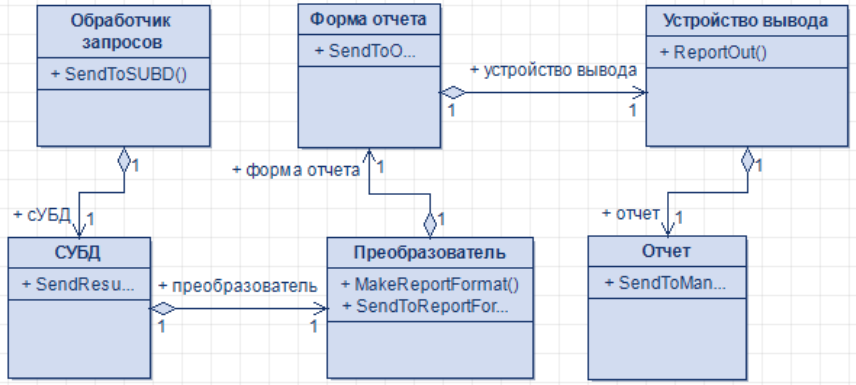 Обработчик
запросов
+ SendToSUBD()
1
+ сУБД
1
Форма отчета
+ SendToO...
1
+ устройство вывода
1
+ форма отчета
1
1
Устройство вывода
+ ReportOut()
1
+ отчет
1
СУБД
+ SendResu...
1
+ преобразователь
1
Преобразователь
+ MakeReportFormat()
+ SendToReportFor...
Отчет
+ SendToMan...